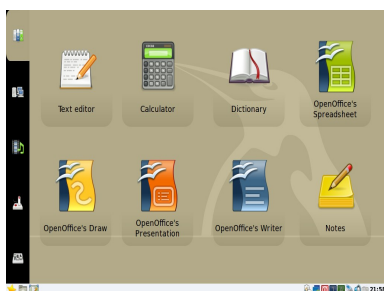 Text editor
Calculator
Dictionary
OpenOffice's
Spreadsheet
OpenOffice's Draw
OpenOffice's
Presentation
OpenOffice's Writer
Notes